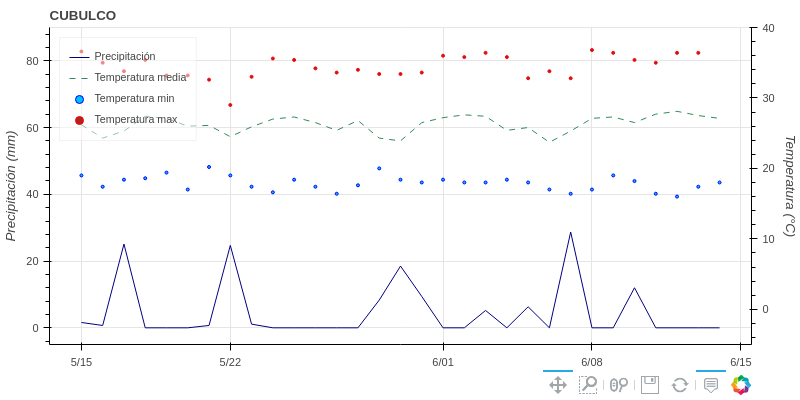 CUBULCO
Precipitación
Temperatura media
Temperatura min
Temperatura max
Precipitación (mm)
80
60
40
20
0
Temperatura (°C)
40
30
20
10
0
5/15
5/22
6/01
6/08
6/15